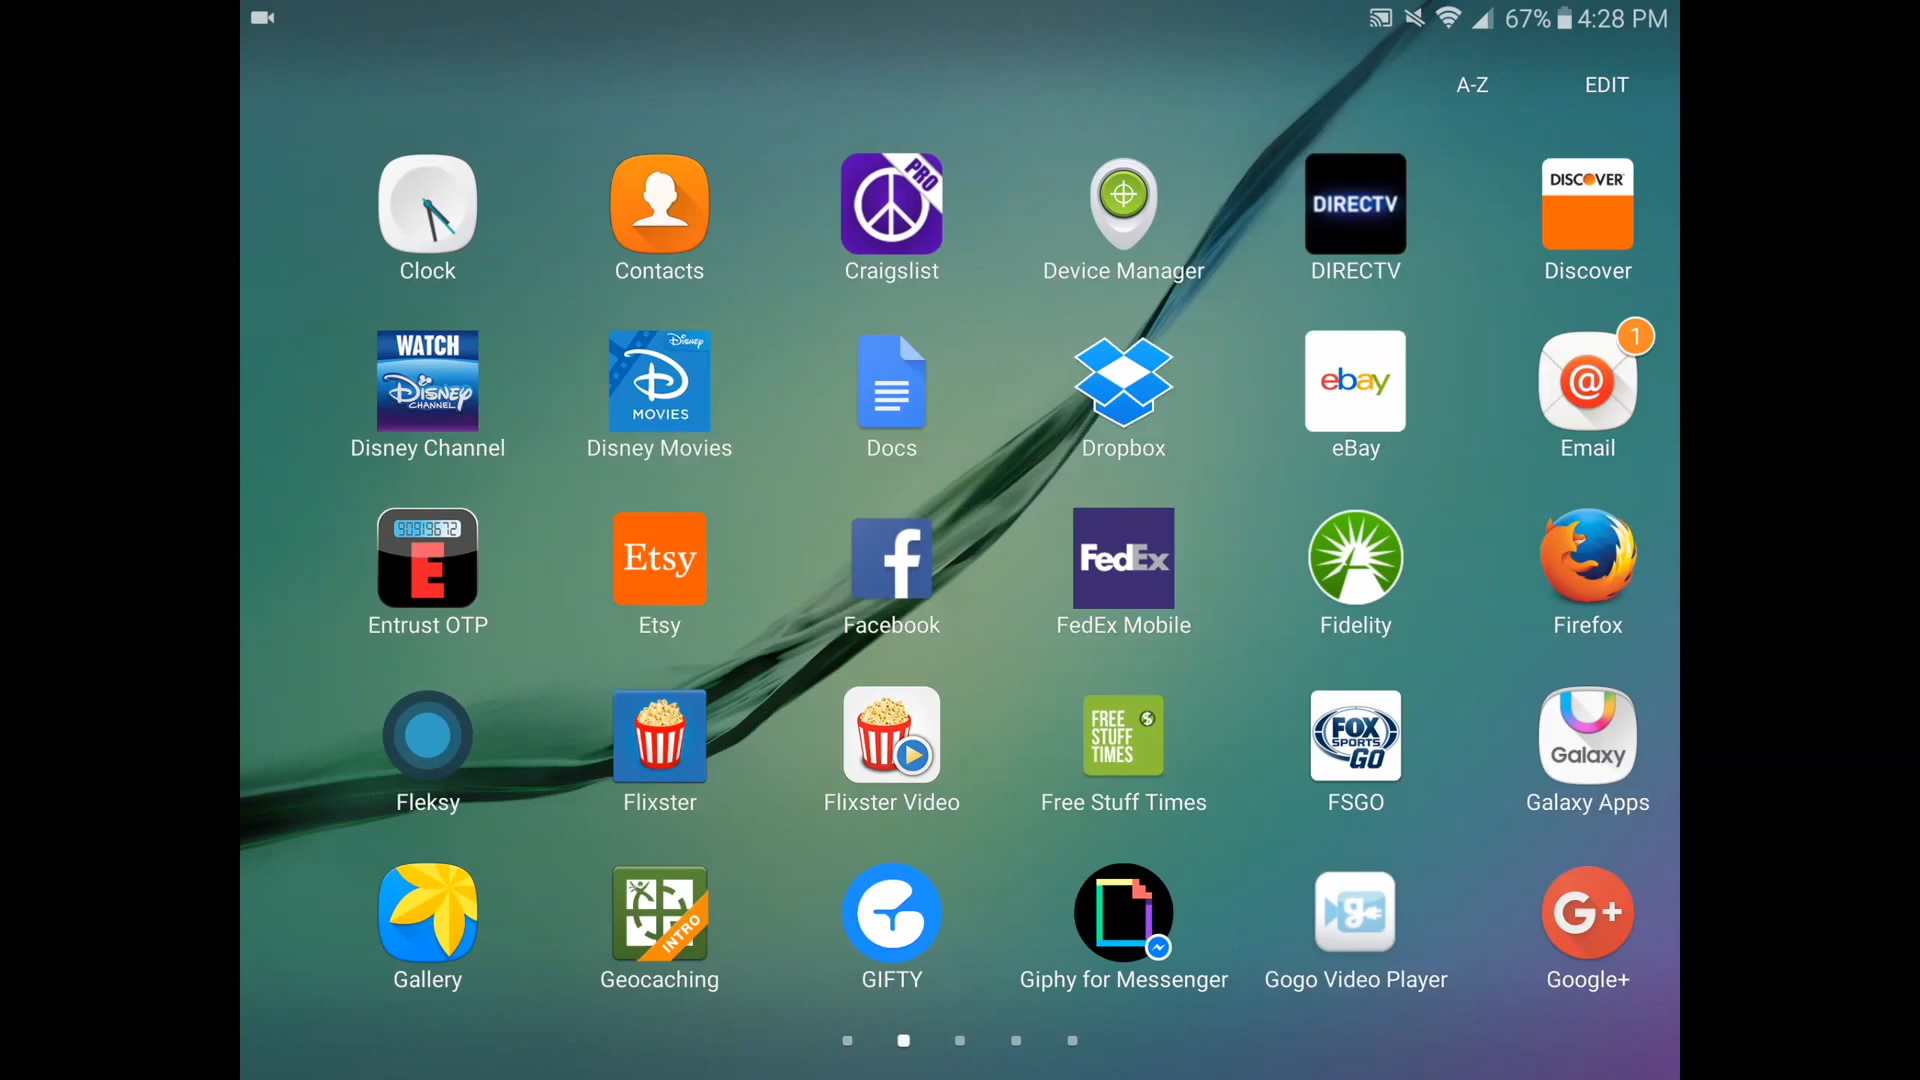 67% 4:28 PM
A-Z EDIT
PRO
DIRECTV
DISCOVER
Clock Contacts Craigslist Device Manager DIRECTV Discover
WATCH
Disney
CHANNEL
Disney
MOVIES
ebay
@
1
Disney Channel Disney Movies Docs Dropbox eBay Email
90919672
E
Etsy
f
FedEx
Entrust OTP Etsy Facebook FedEx Mobile Fidelity Firefox
FREE
STUFF
TIMES
$
FOX
SPORTS
GO
Galaxy
Fleksy Flixster Flixster Video Free Stuff Times FSGO Galaxy Apps
INTRO
G
g
G+
Gallery Geocaching GIFTY Giphy for Messenger Gogo Video Player Google+